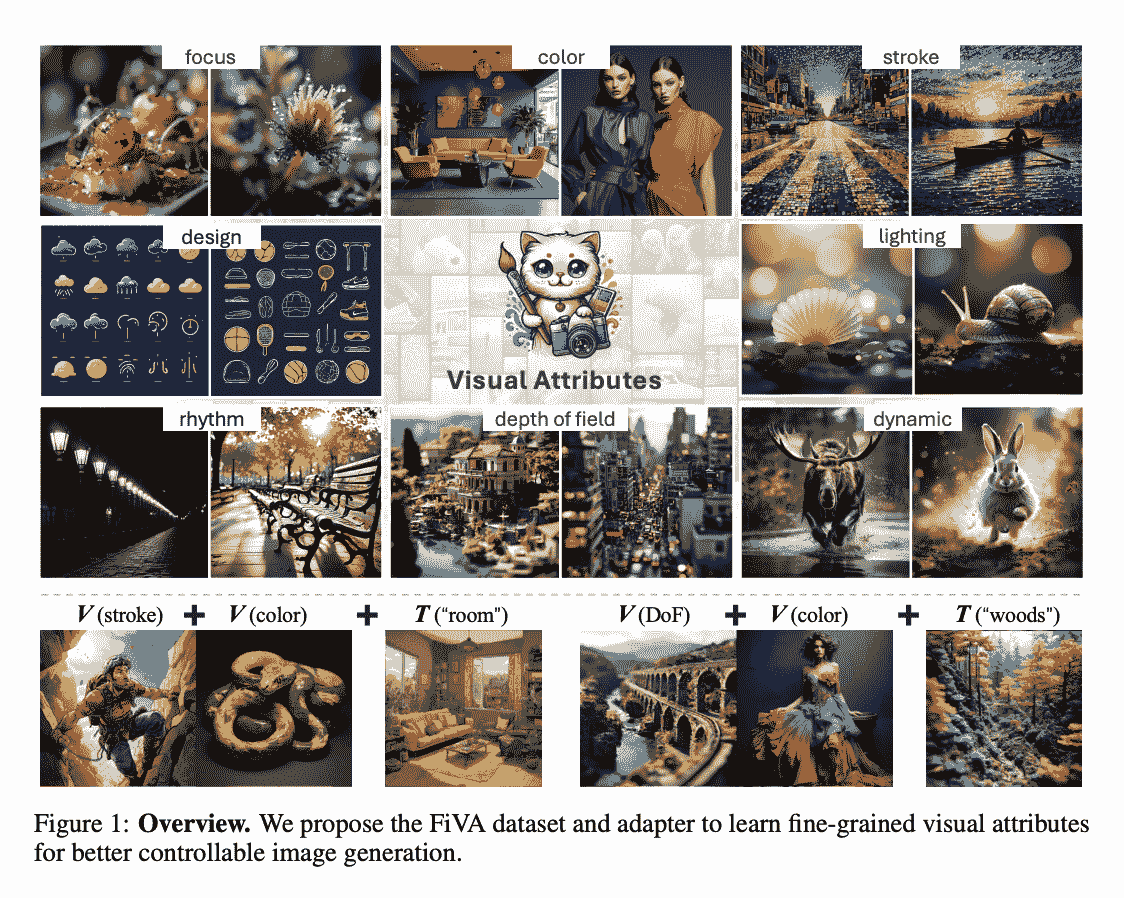 focus
color
stroke
design
lighting
Visual Attributes
rhythm
depth of field
dynamic
V (stroke) + V (color) + T (“room”)
V (DoF) + V (color) + T (“woods”)
Figure 1: Overview. We propose the FiVA dataset and adapter to learn fine-grained visual attributes
for better controllable image generation.